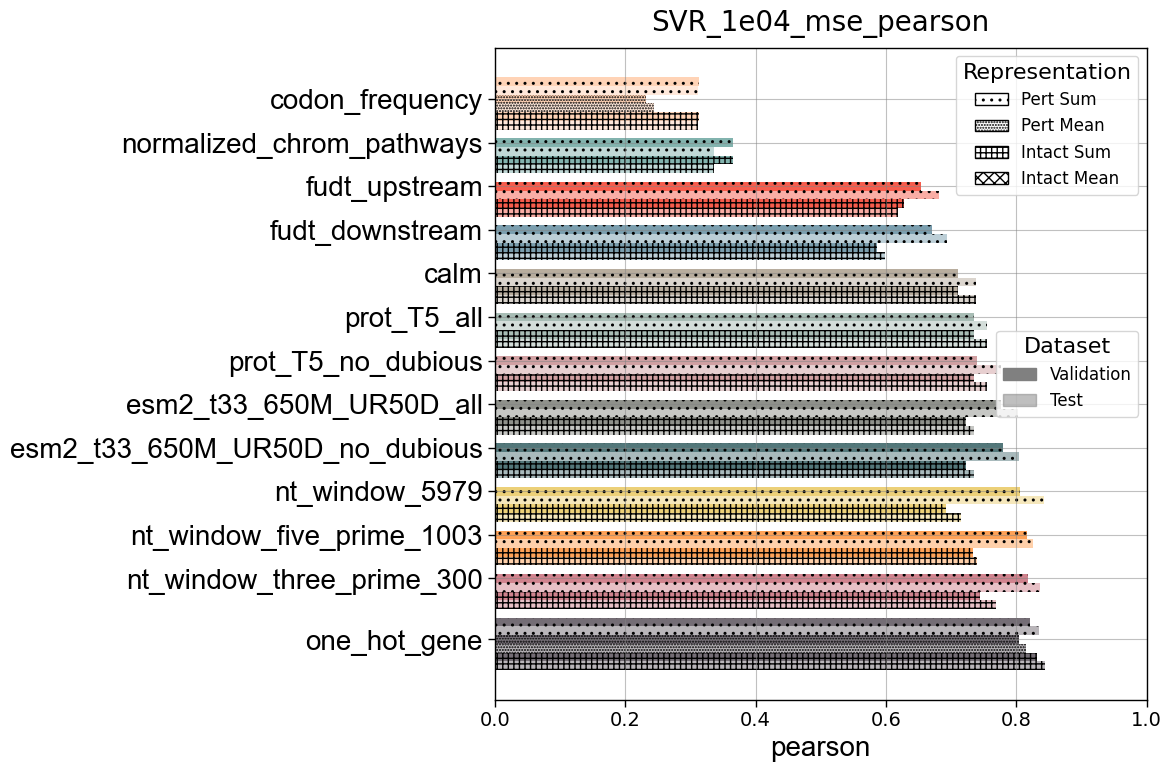 SVR_1e04_mse_pearson
codon_frequency
normalized_chrom_pathways
fudt_upstream
fudt_downstream
calm
prot_T5_all
prot_T5_no_dubious
esm2_t33_650M_UR50D_all
esm2_t33_650M_UR50D_no_dubious
nt_window_5979
nt_window_five_prime_1003
nt_window_three_prime_300
one_hot_gene
Representation
Pert Sum
Pert Mean
Intact Sum
Intact Mean
Dataset
Validation
Test
0.0 0.2 0.4 0.6 0.8 1.0
pearson